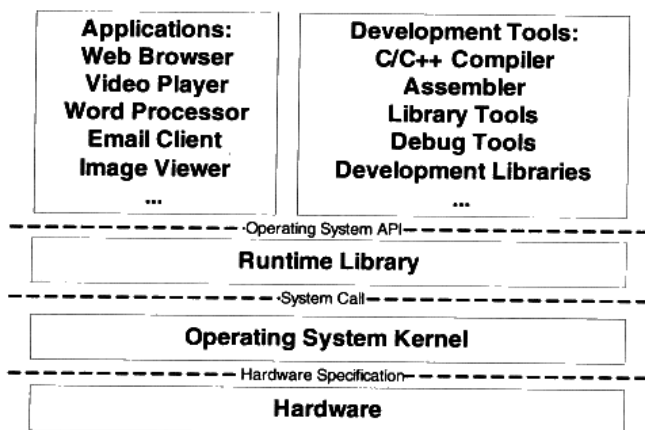 Applications:
Web Browser
Video Player
Word Processor
Email Client
Image Viewer
...
Development Tools:
C/C++ Compiler
Assembler
Library Tools
Debug Tools
Development Libraries
...
Operating System API
Runtime Library
System Call
Operating System Kernel
Hardware Specification
Hardware